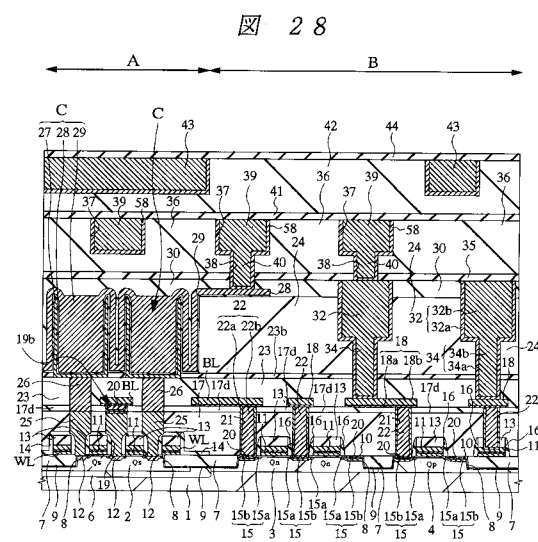 図 28
A B
C C 43 42 44 43
27 28 29
37 39 58 36 37 39 41 36 37 39 36
58 24 58 35
30 29 38 40 38 40 24 30
28
22
22a 22b 23b
32 32 32b
32a
19b
BL
24
18 34 18 34 34b 18 24
34a
26 20 BL 26 17 17d 23 17d 18 13 18a 18b 17d 16 16
23
17d
25 11 11 25 13 21 11 16 17d 13 16 11 20 21 11 13 20 22
13 14 13 WL 14 20 16 11 10 22 20 10 16 11
WL Qs Qs Qn Qn Qp
7 9 8 12 6 12 2 12 8 1 9 7 15b 15a 3 15a 15b 15a 15b 8 9 7 15b 15a 4 15a 15b 9 8 7
19 15 15 15 15 15